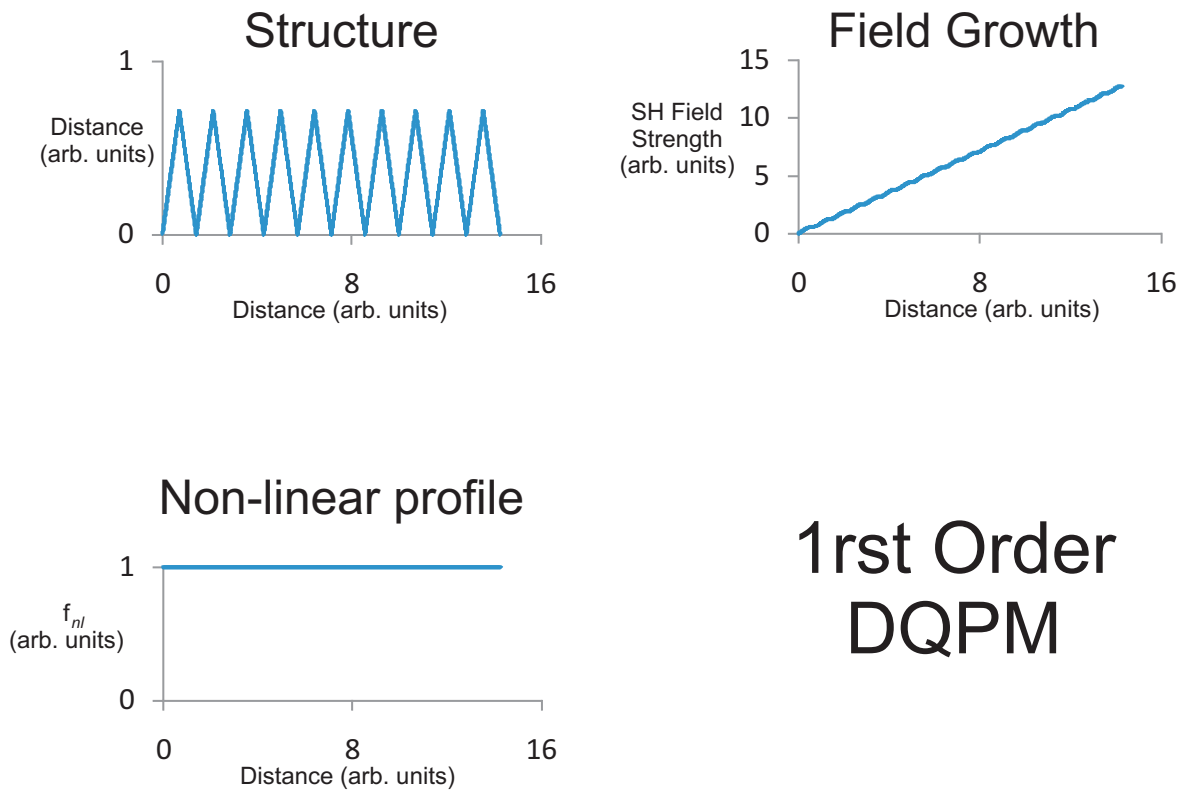 Structure
1
Distance
(arb. units)
0
0 8 16
Distance (arb. units)
Field Growth
15
SH Field
Strength
(arb. units)
10
5
0
0 8 16
Distance (arb. units)
Non-linear profile
1
fnl
(arb. units)
0
0 8 16
Distance (arb. units)
1rst Order
DQPM